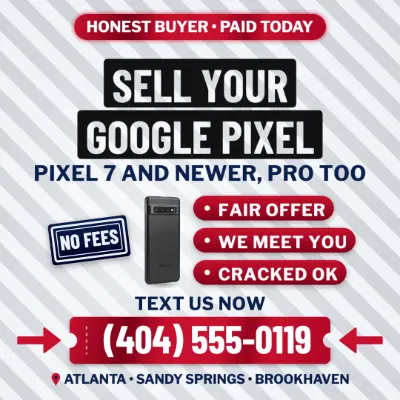 HONEST BUYER • PAID TODAY
SELL YOUR
GOOGLE PIXEL
PIXEL 7 AND NEWER, PRO TOO
NO FEES
• FAIR OFFER
• WE MEET YOU
• CRACKED OK
TEXT US NOW
(404) 555-0119
ATLANTA • SANDY SPRINGS • BROOKHAVEN